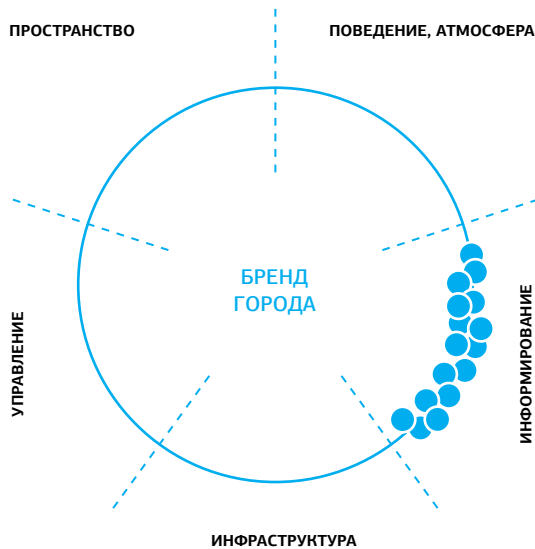 ПРОСТРАНСТВО
ПОВЕДЕНИЕ, АТМОСФЕРА
БРЕНД
ГОРОДА
УПРАВЛЕНИЕ
ИНФОРМИРОВАНИЕ
ИНФРАСТРУКТУРА